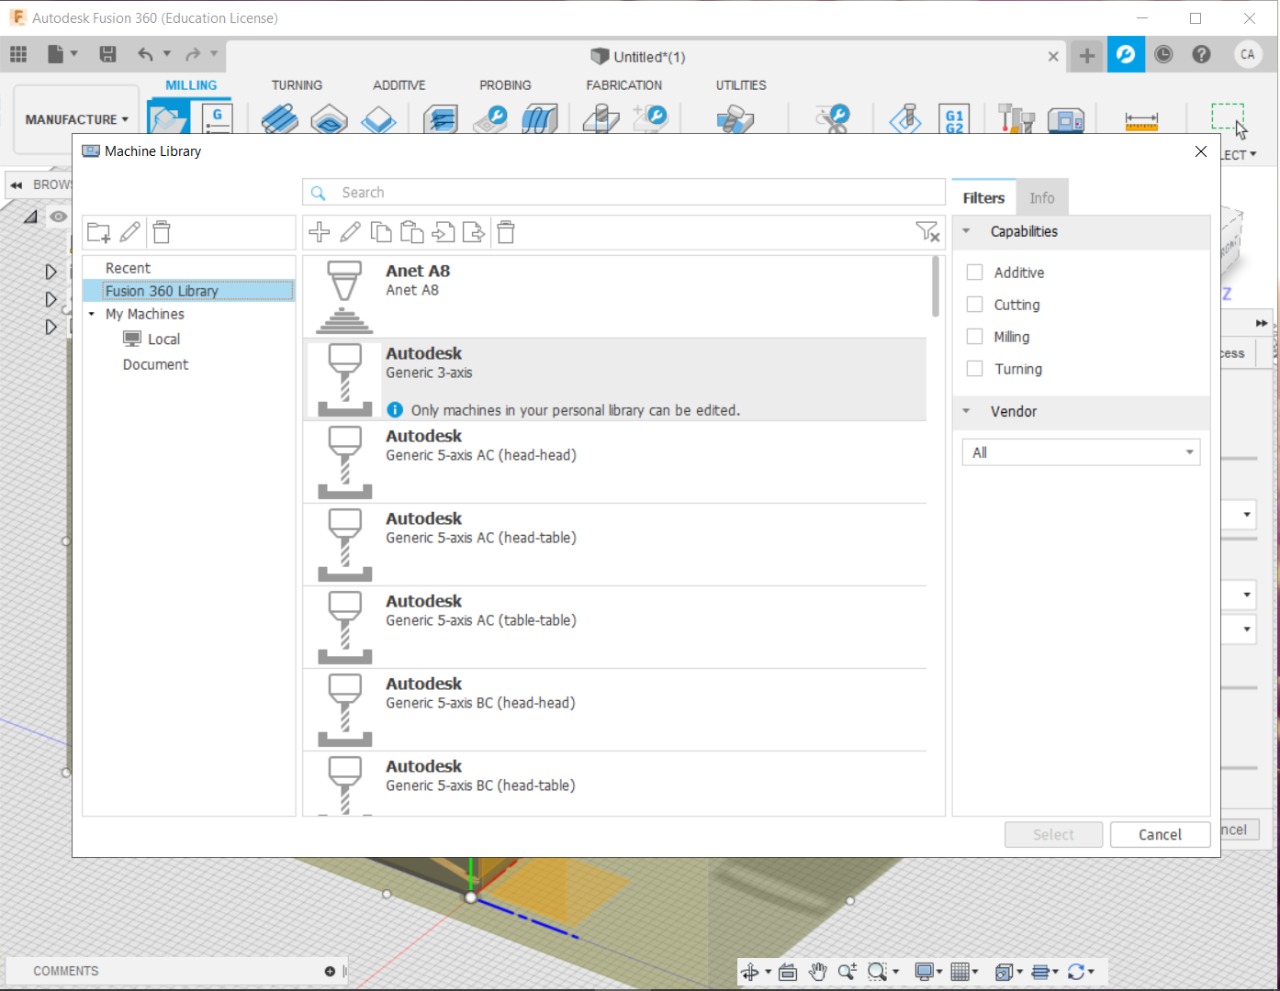 Autodesk Fusion 360 (Education License)
Untitled*(1)
CA
MILLING
TURNING
ADDITIVE
PROBING
FABRICATION
UTILITIES
MANUFACTURE
G
G1
G2
LECT
BROWS
Machine Library
Search
Filters
Info
Capabilities
Additive
Cutting
Milling
Turning
Vendor
All
Recent
Fusion 360 Library
My Machines
Local
Document
Anet A8
Anet A8
Autodesk
Generic 3-axis
Only machines in your personal library can be edited.
Autodesk
Generic 5-axis AC (head-head)
Autodesk
Generic 5-axis AC (head-table)
Autodesk
Generic 5-axis AC (table-table)
Autodesk
Generic 5-axis BC (head-head)
Autodesk
Generic 5-axis BC (head-table)
Z
cess
Select
Cancel
ncel
COMMENTS